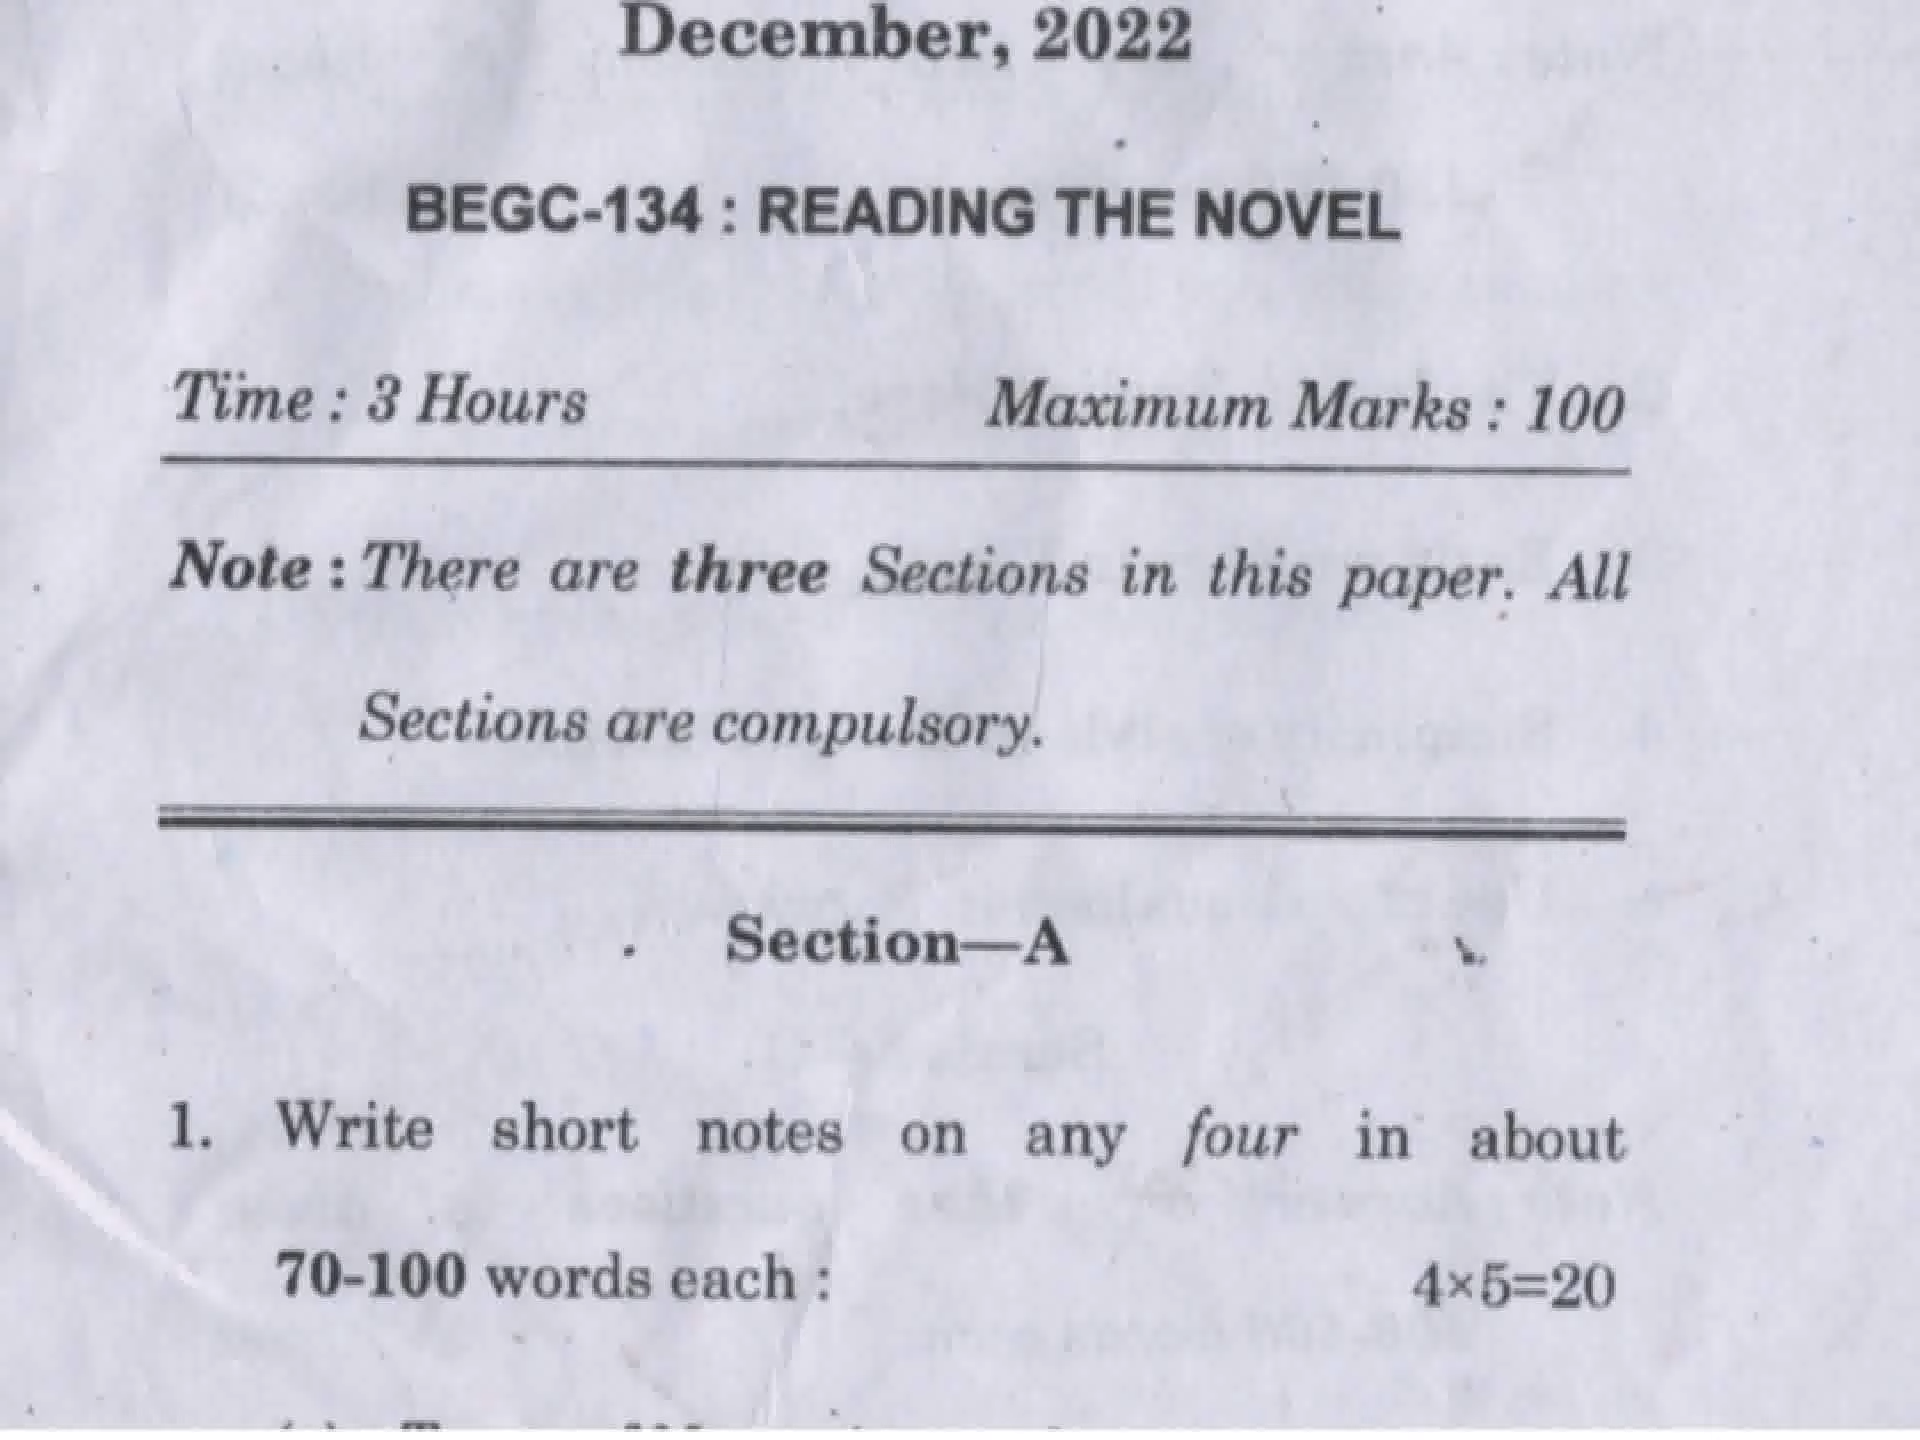 December, 2022
BEGC-134 : READING THE NOVEL
Time : 3 Hours Maximum Marks : 100
Note : There are three Sections in this paper. All
Sections are compulsory.
Section—A
1. Write short notes on any four in about
70-100 words each : 4×5=20